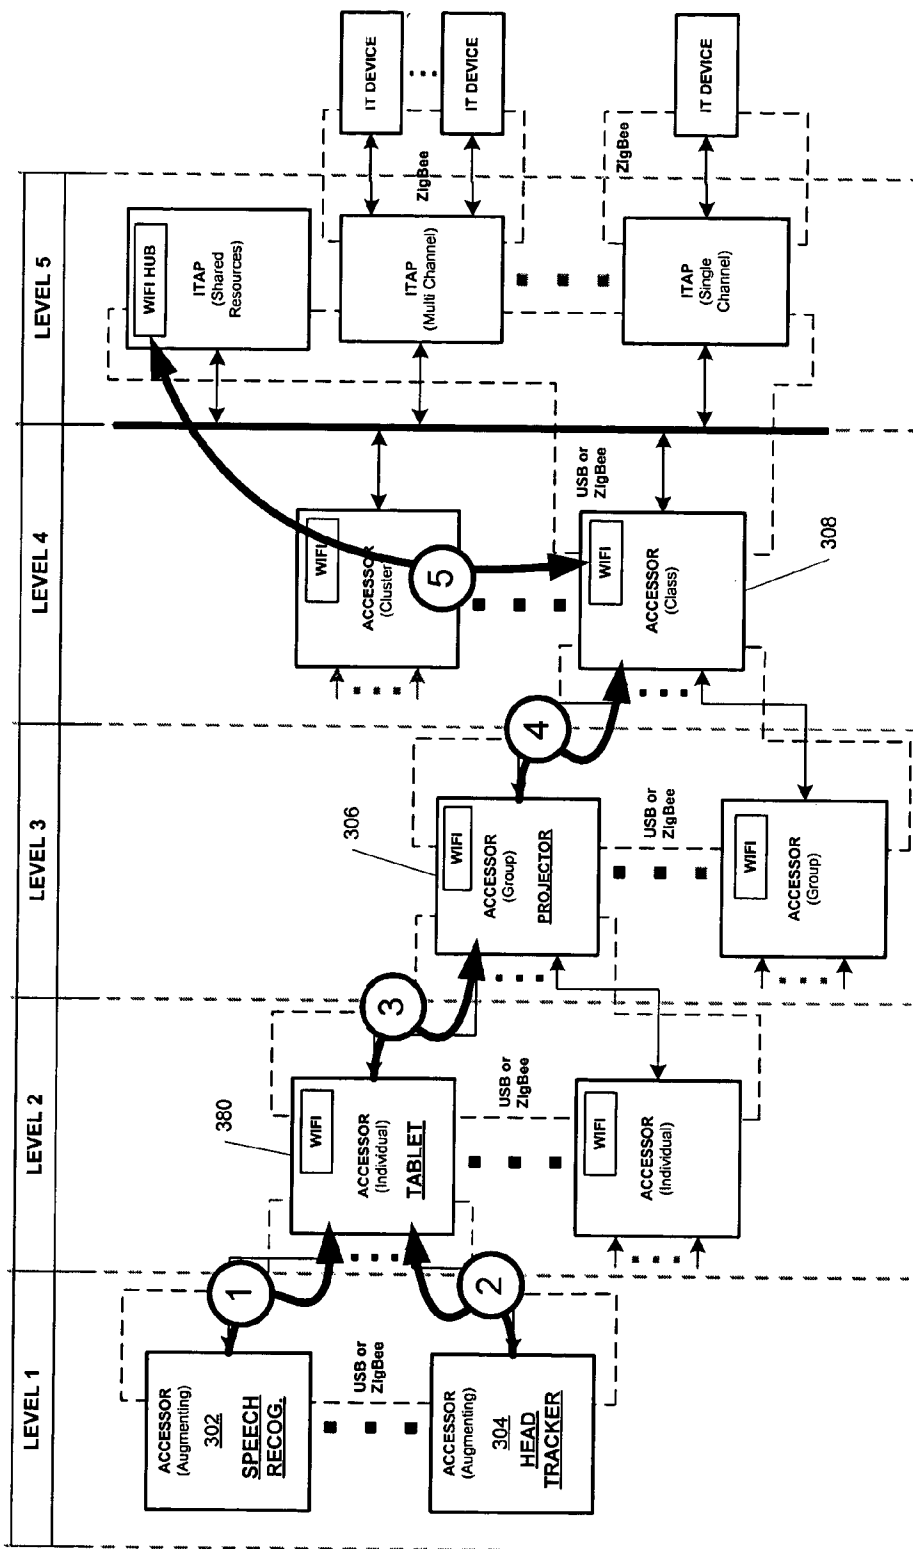 LEVEL 1
LEVEL 2
LEVEL 3
LEVEL 4
LEVEL 5
ACCESSOR
(Augmenting)
302
SPEECH
RECOG.
USB or
ZigBee
ACCESSOR
(Augmenting)
304
HEAD
TRACKER
1
2
380
WIFI
ACCESSOR
(Individual)
TABLET
USB or
ZigBee
WIFI
ACCESSOR
(Individual)
3
306
WIFI
ACCESSOR
(Group)
PROJECTOR
USB or
ZigBee
WIFI
ACCESSOR
(Group)
4
WIFI
ACCESSOR
(Cluster
5
USB or
ZigBee
WIFI
ACCESSOR
(Class)
308
WIFI HUB
ITAP
(Shared
Resources)
ITAP
(Multi Channel)
ITAP
(Single
Channel)
ZigBee
ZigBee
IT DEVICE
IT DEVICE
IT DEVICE